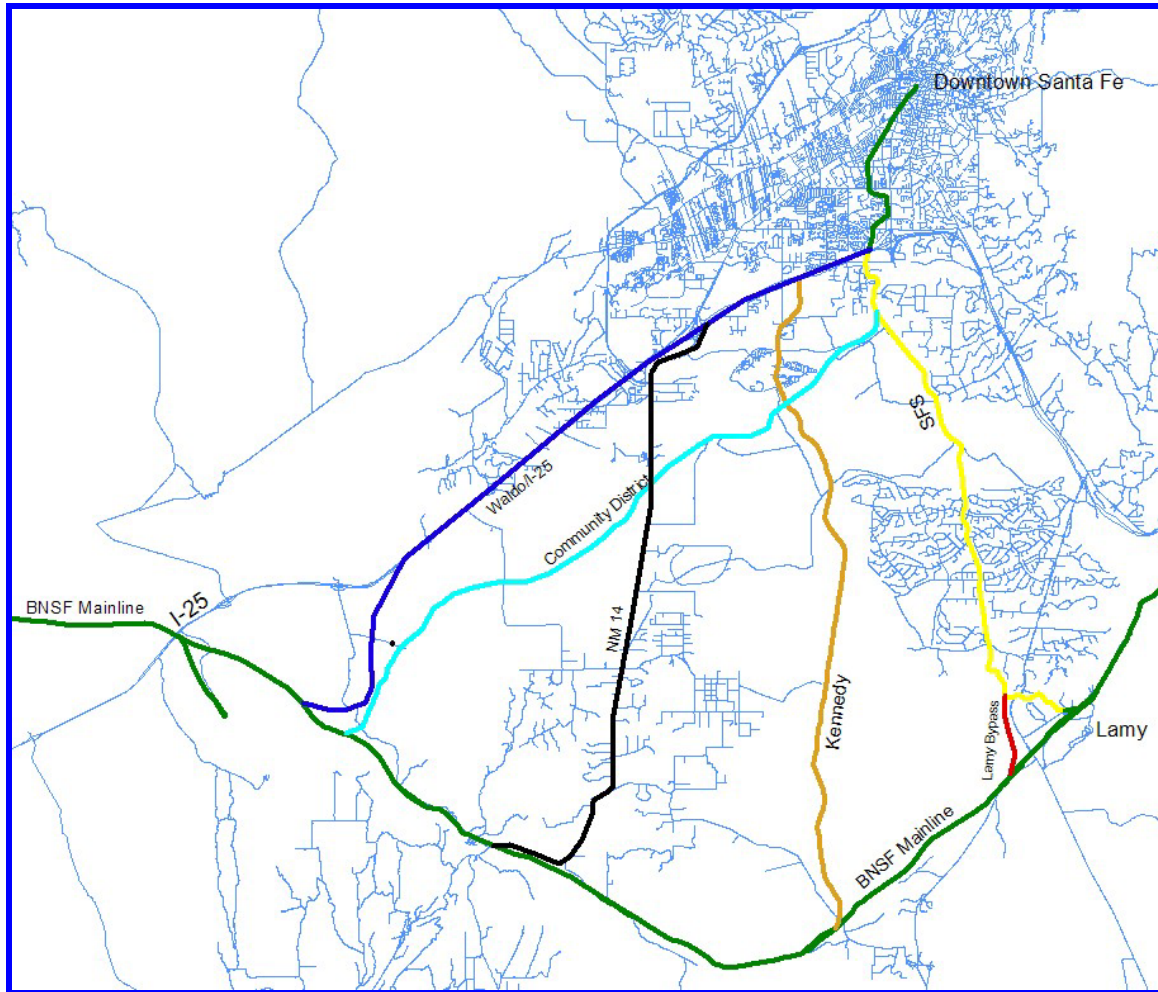 Downtown Santa Fe
SFS
Waldo/I-25
Community District
BNSF Mainline
I-25
NM 14
Kennedy
Lamy Bypass
Lamy
BNSF Mainline